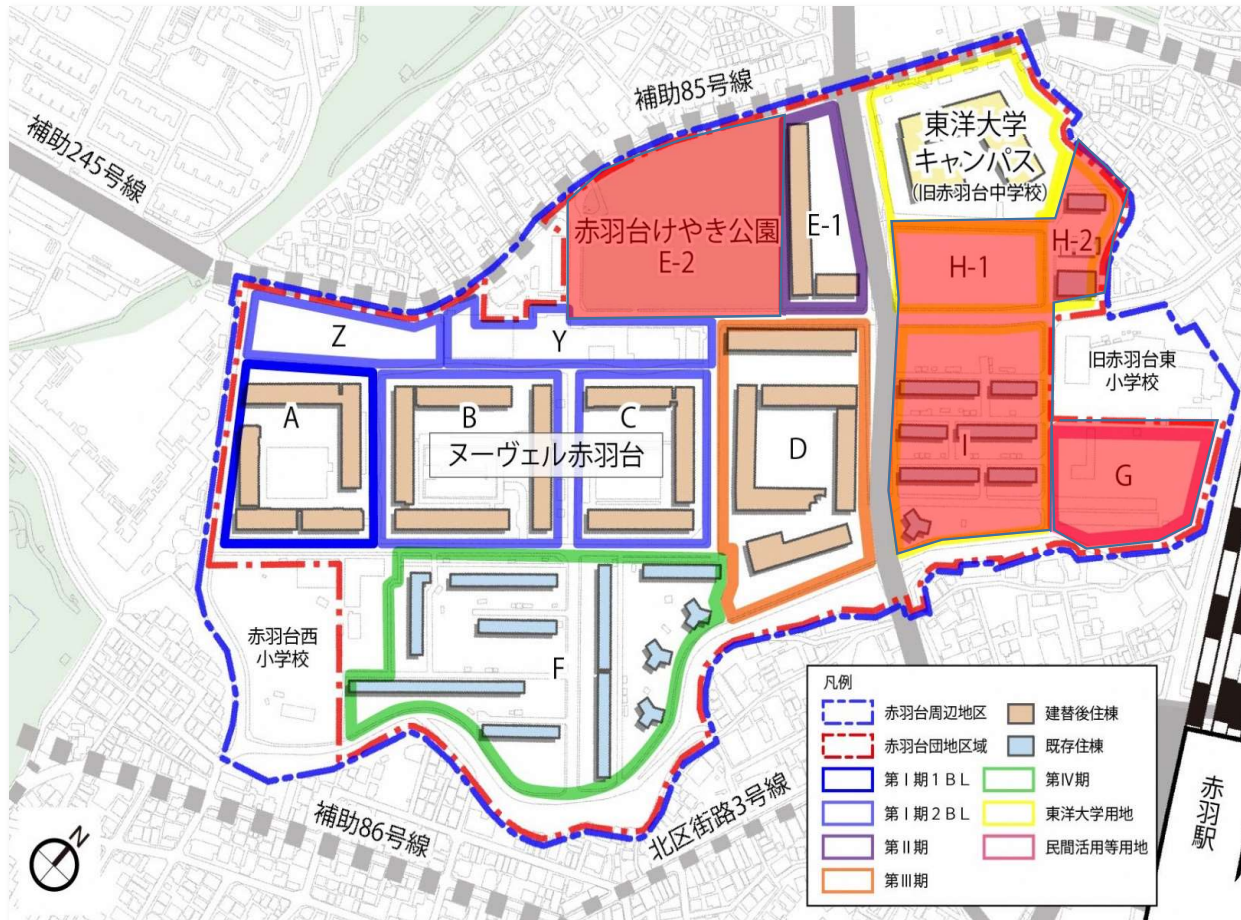 補助85号線
補助245号線
東洋大学
キャンパス
(旧赤羽台中学校)
赤羽台けやき公園
E-2
E-1
H-1
H-2
Z
Y
旧赤羽台東
小学校
A
B
C
D
ヌーヴェル赤羽台
I
G
赤羽台西
小学校
F
補助86号線
北区街路3号線
赤羽駅
N
凡例
赤羽台周辺地区
建替後住棟
赤羽台団地区域
既存住棟
第Ⅰ期1BL
第Ⅳ期
第Ⅰ期2BL
東洋大学用地
第Ⅱ期
民間活用等用地
第Ⅲ期